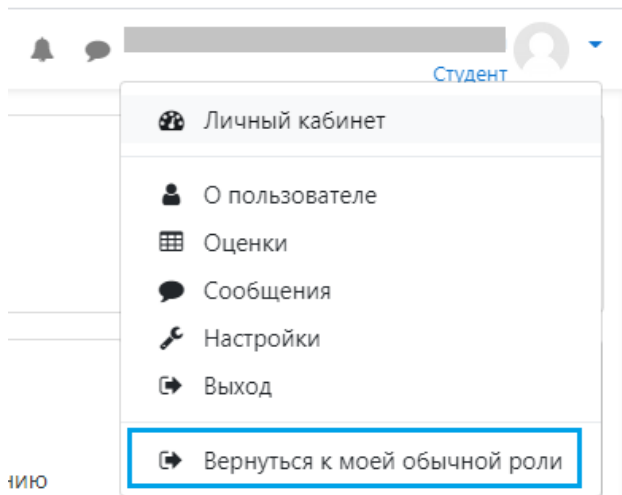 Студент
Личный кабинет
О пользователе
Оценки
Сообщения
Настройки
Выход
Вернуться к моей обычной роли
нию